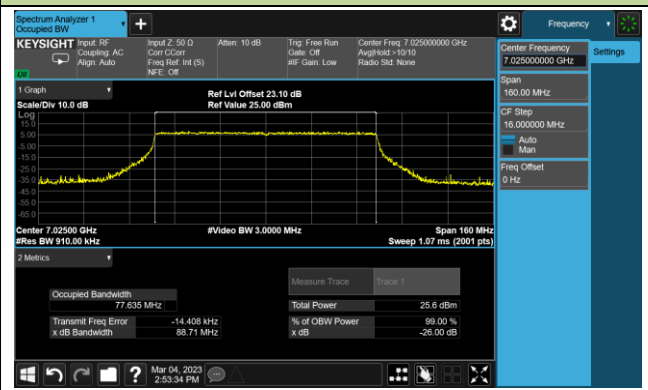 Spectrum Analyzer 1
Occupied BW
+
Frequency
KEYSIGHT
Input: RF
Coupling: AC
Align: Auto
Input Z: 50 Ω
Corr CCorr
Freq Ref: Int (S)
NFE: Off
Atten: 10 dB
Trig: Free Run
Gate: Off
#IF Gain: Low
Center Freq: 7.025000000 GHz
Avg|Hold:>10/10
Radio Std: None
LXI
Center Frequency
7.025000000 GHz
Settings
Span
160.00 MHz
CF Step
16.000000 MHz
Auto
Man
Freq Offset
0 Hz
1 Graph
Scale/Div 10.0 dB
Ref Lvl Offset 23.10 dB
Ref Value 25.00 dBm
Log
15.0
5.00
-5.00
-15.0
-25.0
-35.0
-45.0
-55.0
-65.0
Center 7.02500 GHz
#Res BW 910.00 kHz
#Video BW 3.0000 MHz
Span 160 MHz
Sweep 1.07 ms (2001 pts)
2 Metrics
Measure Trace
Trace 1
Occupied Bandwidth
77.635 MHz
Total Power
25.6 dBm
Transmit Freq Error
-14.408 kHz
% of OBW Power
99.00 %
x dB Bandwidth
88.71 MHz
x dB
-26.00 dB
?
Mar 04, 2023
2:53:34 PM